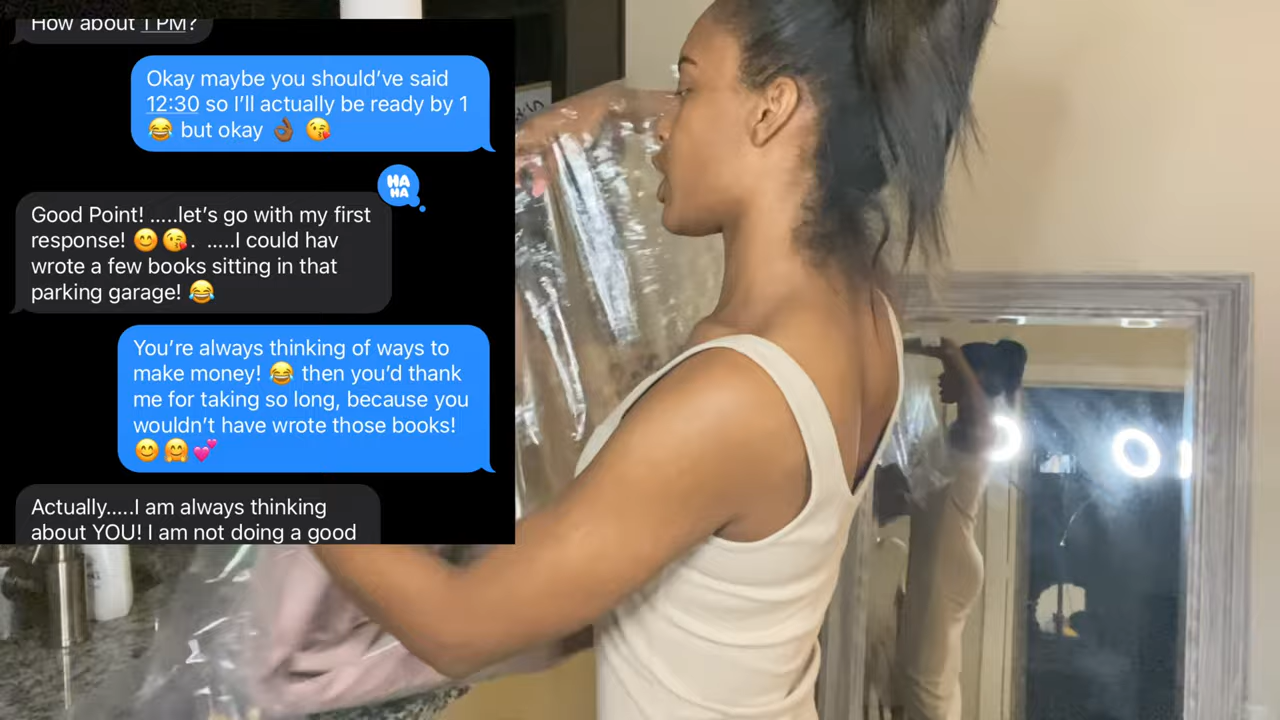 How about 1 PM?
Okay maybe you should’ve said
12:30 so I’ll actually be ready by 1
😂 but okay 👌🏾 😘
HA
HA
Good Point! .....let’s go with my first
response! 😊😘. .....I could hav
wrote a few books sitting in that
parking garage! 😂
You’re always thinking of ways to
make money! 😂 then you’d thank
me for taking so long, because you
wouldn’t have wrote those books!
😊 🤗 💕
Actually.....I am always thinking
about YOU! I am not doing a good